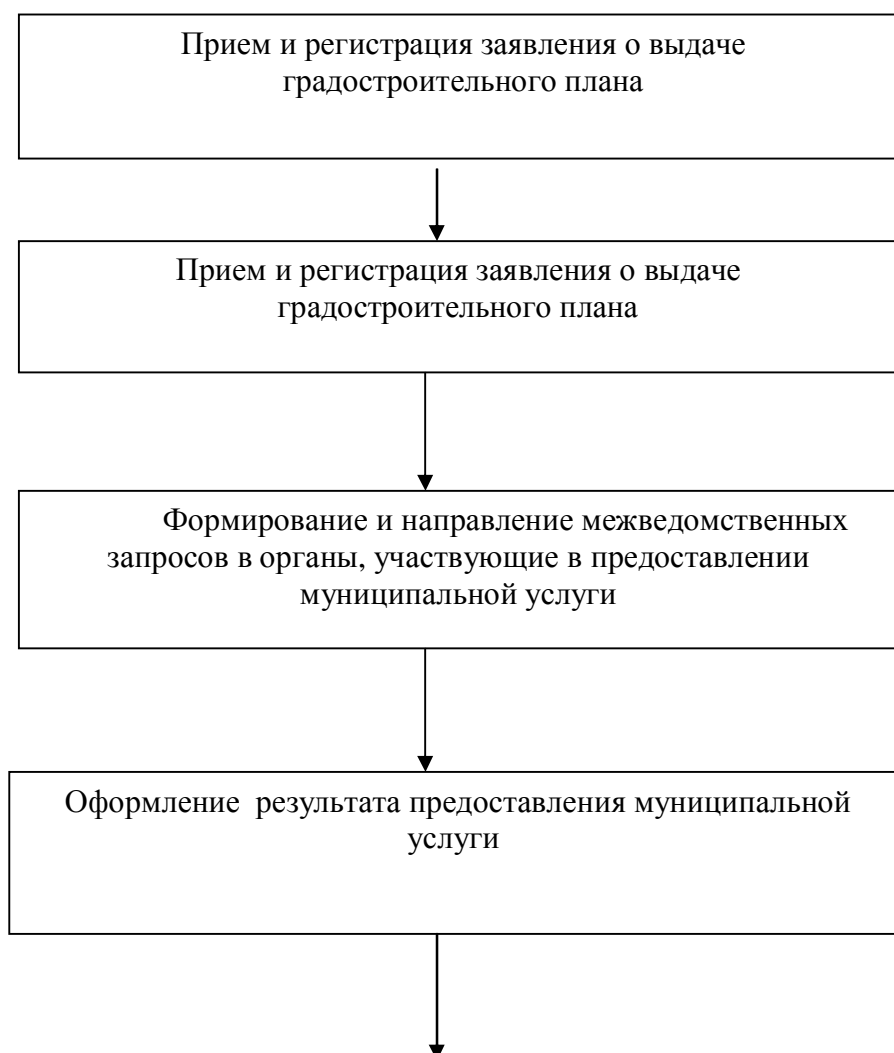 Прием и регистрация заявления о выдаче
градостроительного плана
Прием и регистрация заявления о выдаче
градостроительного плана
Формирование и направление межведомственных
запросов в органы, участвующие в предоставлении
муниципальной услуги
Оформление результата предоставления муниципальной
услуги